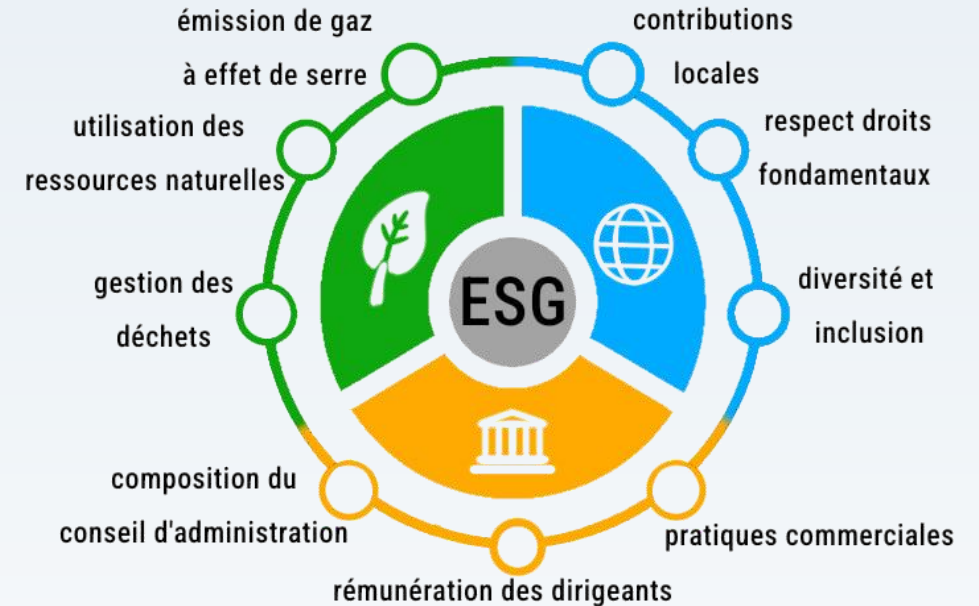 émission de gaz
à effet de serre
utilisation des
ressources naturelles
gestion des
déchets
composition du
conseil d'administration
rémunération des dirigeants
pratiques commerciales
diversité et
inclusion
respect droits
fondamentaux
contributions
locales
ESG